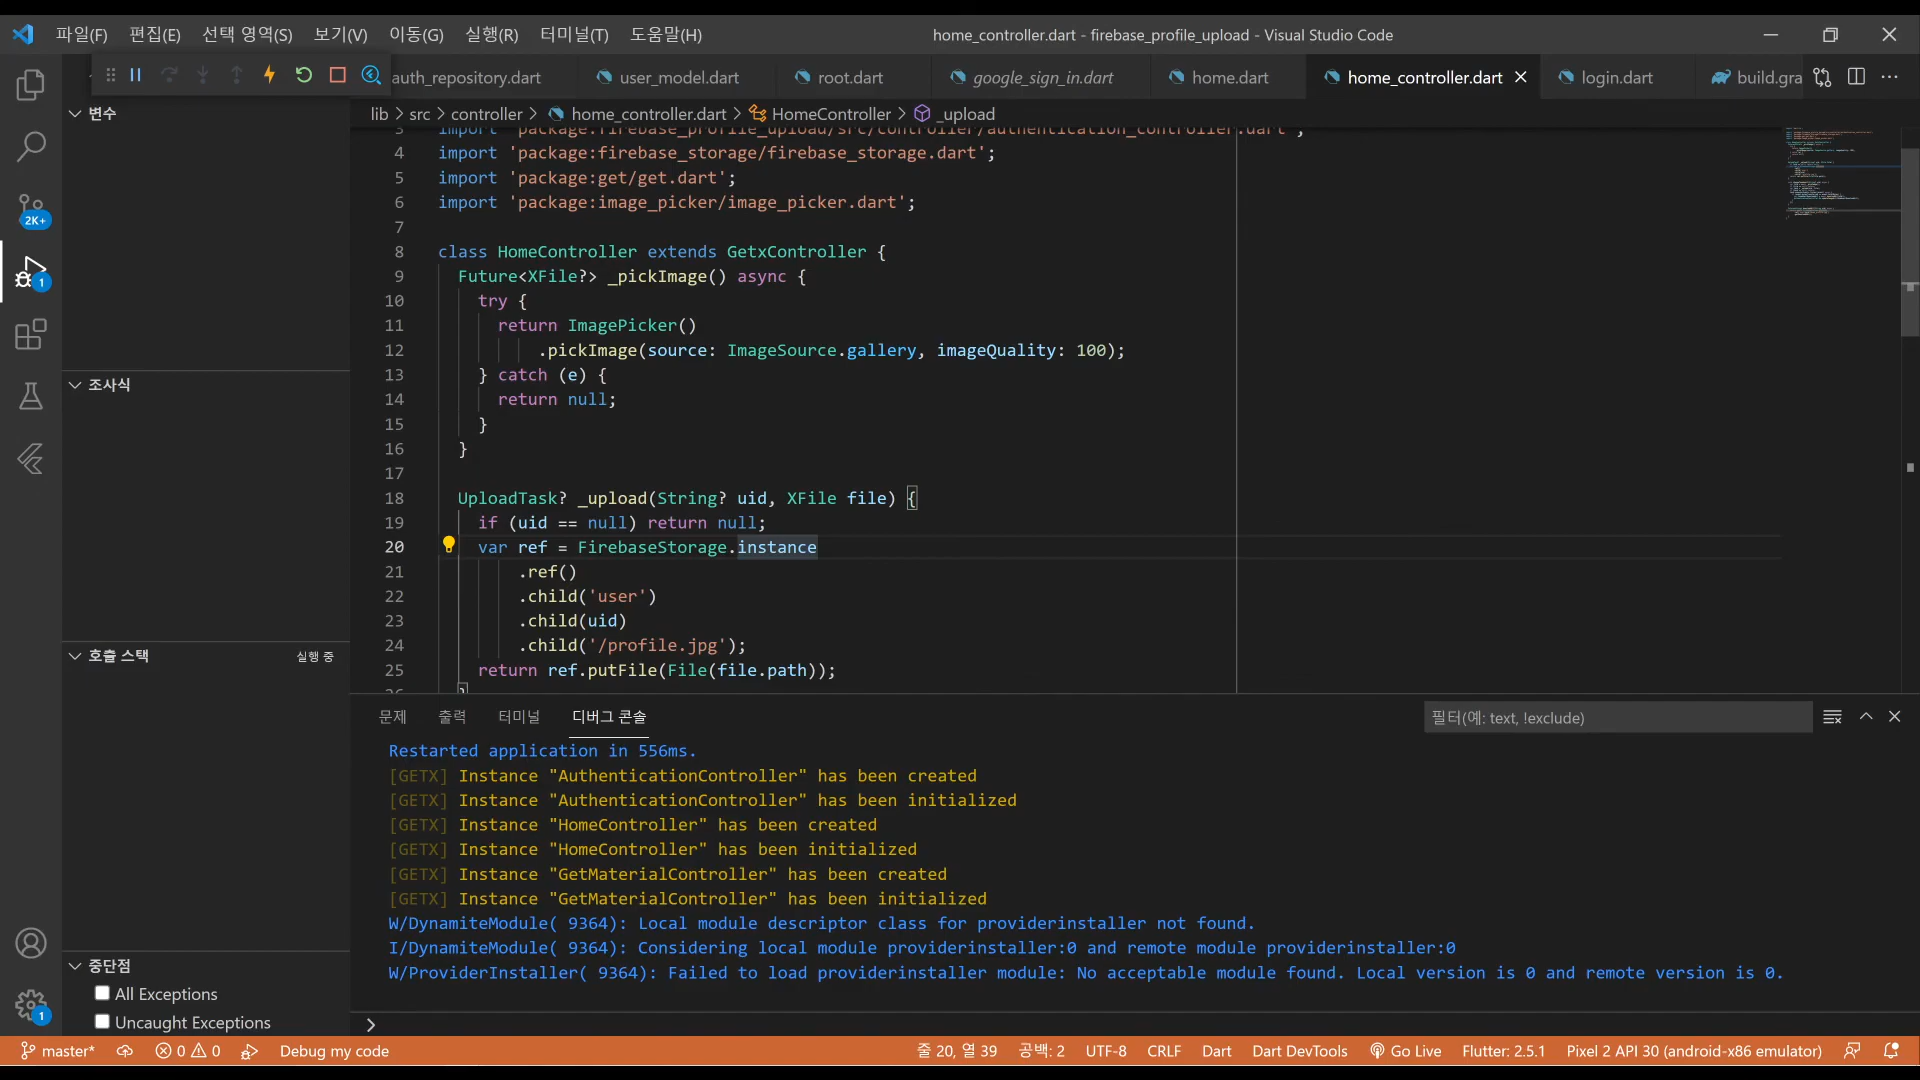 파일(F) 편집(E) 선택 영역(S) 보기(V) 이동(G) 실행(R) 터미널(T) 도움말(H) home_controller.dart - firebase_profile_upload - Visual Studio Code
auth_repository.dart user_model.dart root.dart google_sign_in.dart home.dart home_controller.dart login.dart build.gra
lib > src > controller > home_controller.dart > HomeController > _upload
변수
조사식
호출 스택 실행 중
중단점
All Exceptions
Uncaught Exceptions
2K+
1
1
3 import 'package:firebase_profile_upload/src/controller/authentication_controller.dart';
4 import 'package:firebase_storage/firebase_storage.dart';
5 import 'package:get/get.dart';
6 import 'package:image_picker/image_picker.dart';
7
8 class HomeController extends GetxController {
9 Future<XFile?> _pickImage() async {
10 try {
11 return ImagePicker()
12 .pickImage(source: ImageSource.gallery, imageQuality: 100);
13 } catch (e) {
14 return null;
15 }
16 }
17
18 UploadTask? _upload(String? uid, XFile file) {
19 if (uid == null) return null;
20 var ref = FirebaseStorage.instance
21 .ref()
22 .child('user')
23 .child(uid)
24 .child('/profile.jpg');
25 return ref.putFile(File(file.path));
26 }
문제 출력 터미널 디버그 콘솔 필터(예: text, !exclude)
Restarted application in 556ms.
[GETX] Instance "AuthenticationController" has been created
[GETX] Instance "AuthenticationController" has been initialized
[GETX] Instance "HomeController" has been created
[GETX] Instance "HomeController" has been initialized
[GETX] Instance "GetMaterialController" has been created
[GETX] Instance "GetMaterialController" has been initialized
W/DynamiteModule( 9364): Local module descriptor class for providerinstaller not found.
I/DynamiteModule( 9364): Considering local module providerinstaller:0 and remote module providerinstaller:0
W/ProviderInstaller( 9364): Failed to load providerinstaller module: No acceptable module found. Local version is 0 and remote version is 0.
master* 0 0 Debug my code 줄 20, 열 39 공백: 2 UTF-8 CRLF Dart Dart DevTools Go Live Flutter: 2.5.1 Pixel 2 API 30 (android-x86 emulator)